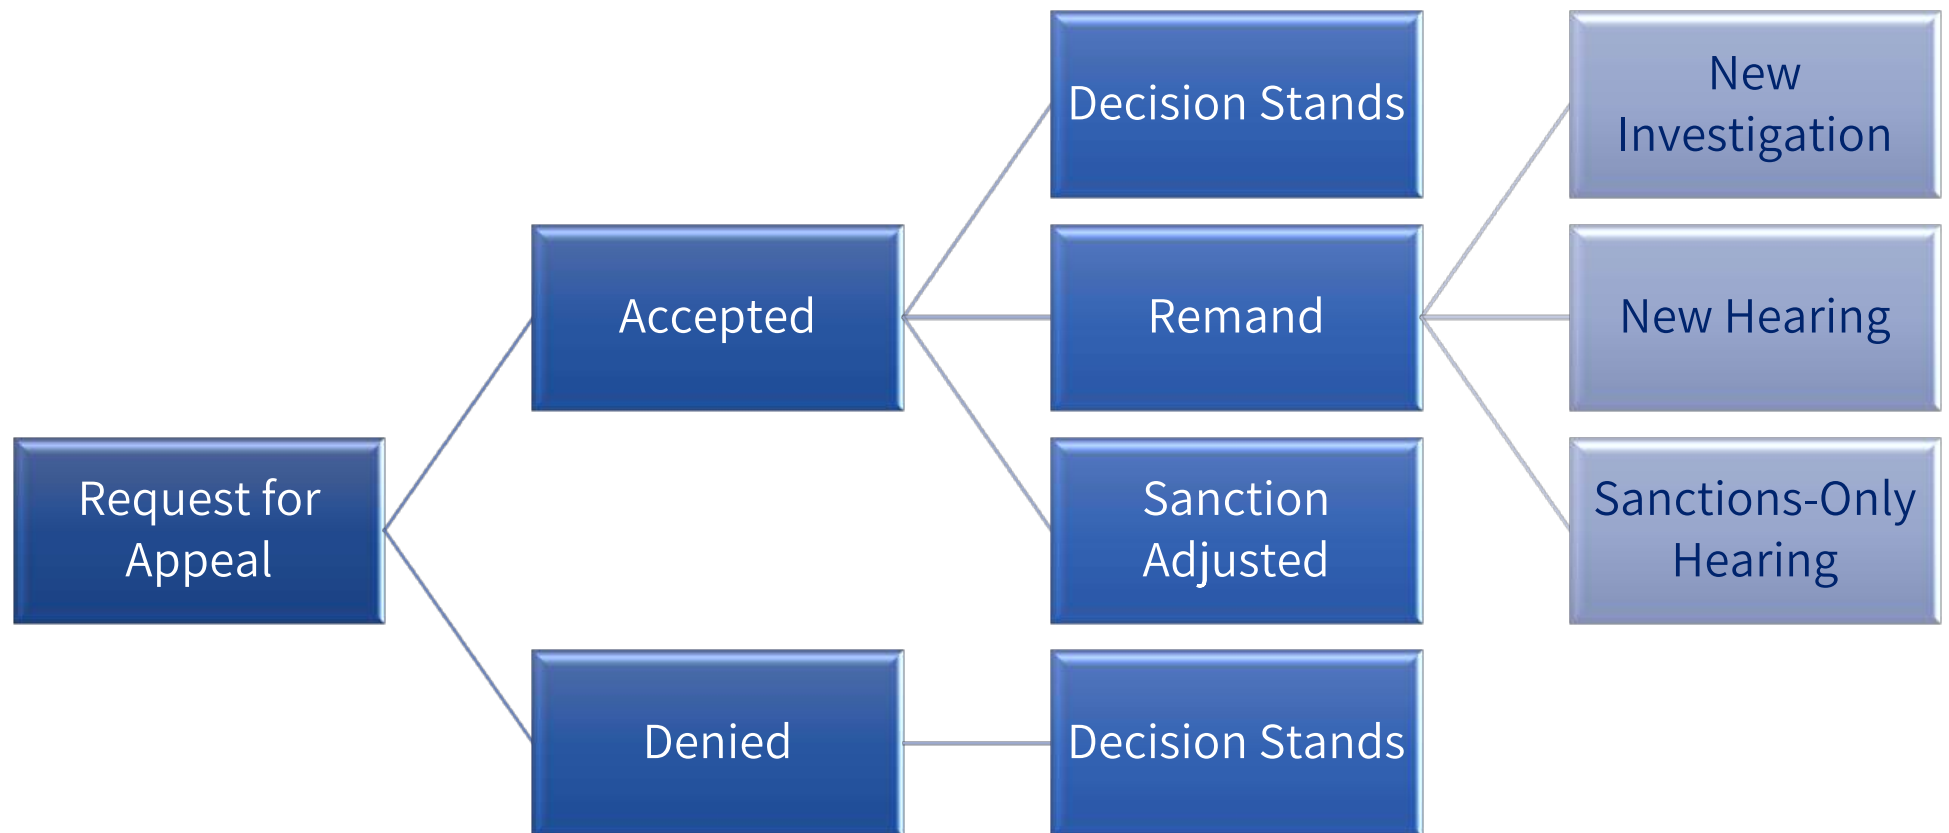 Request for
Appeal
Accepted
Denied
Decision Stands
Remand
Sanction
Adjusted
Decision Stands
New
Investigation
New Hearing
Sanctions-Only
Hearing